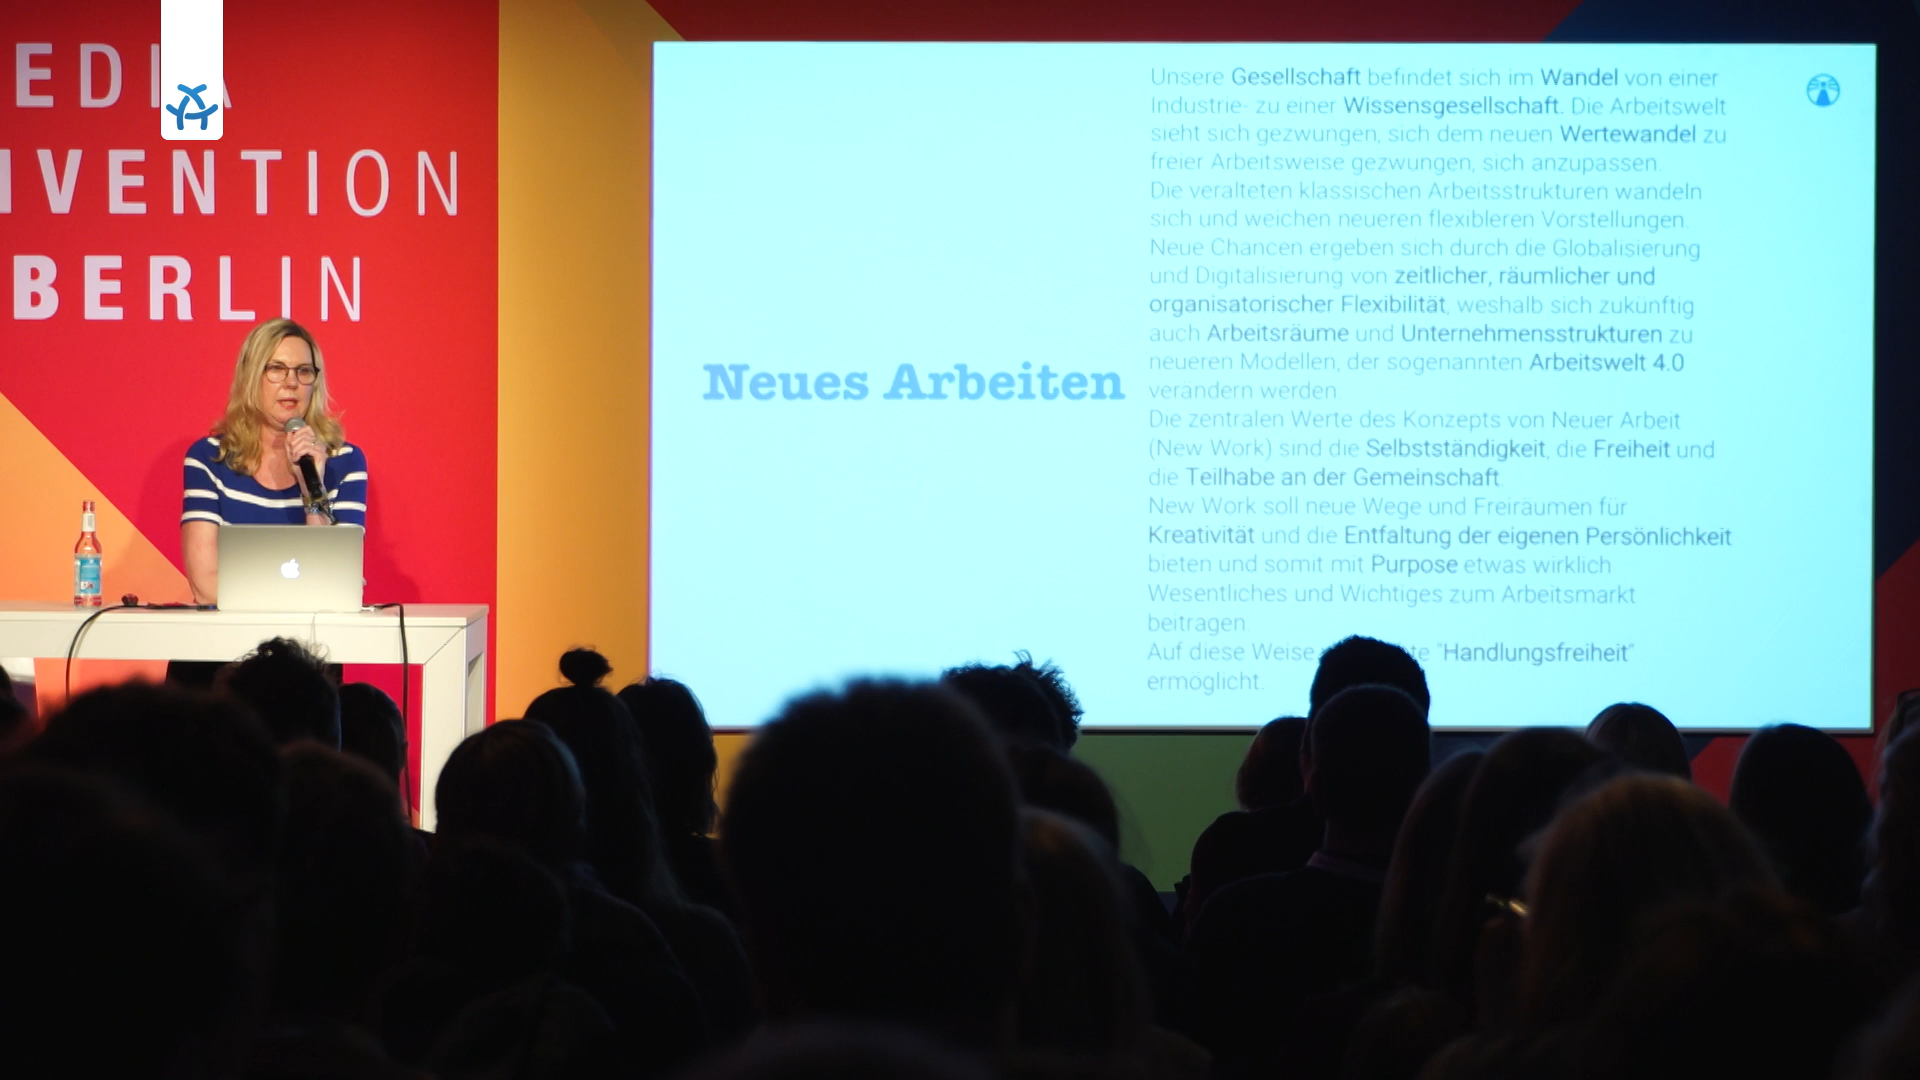 EDIA
NVENTION
BERLIN
Neues Arbeiten
Unsere Gesellschaft befindet sich im Wandel von einer
Industrie- zu einer Wissensgesellschaft. Die Arbeitswelt
sieht sich gezwungen, sich dem neuen Wertewandel zu
freier Arbeitsweise gezwungen, sich anzupassen.
Die veralteten klassischen Arbeitsstrukturen wandeln
sich und weichen neueren flexibleren Vorstellungen.
Neue Chancen ergeben sich durch die Globalisierung
und Digitalisierung von zeitlicher, räumlicher und
organisatorischer Flexibilität, weshalb sich zukünftig
auch Arbeitsräume und Unternehmensstrukturen zu
neueren Modellen, der sogenannten Arbeitswelt 4.0
verändern werden.
Die zentralen Werte des Konzepts von Neuer Arbeit
(New Work) sind die Selbstständigkeit, die Freiheit und
die Teilhabe an der Gemeinschaft.
New Work soll neue Wege und Freiräumen für
Kreativität und die Entfaltung der eigenen Persönlichkeit
bieten und somit mit Purpose etwas wirklich
Wesentliches und Wichtiges zum Arbeitsmarkt
beitragen.
Auf diese Weise "Handlungsfreiheit"
ermöglicht.